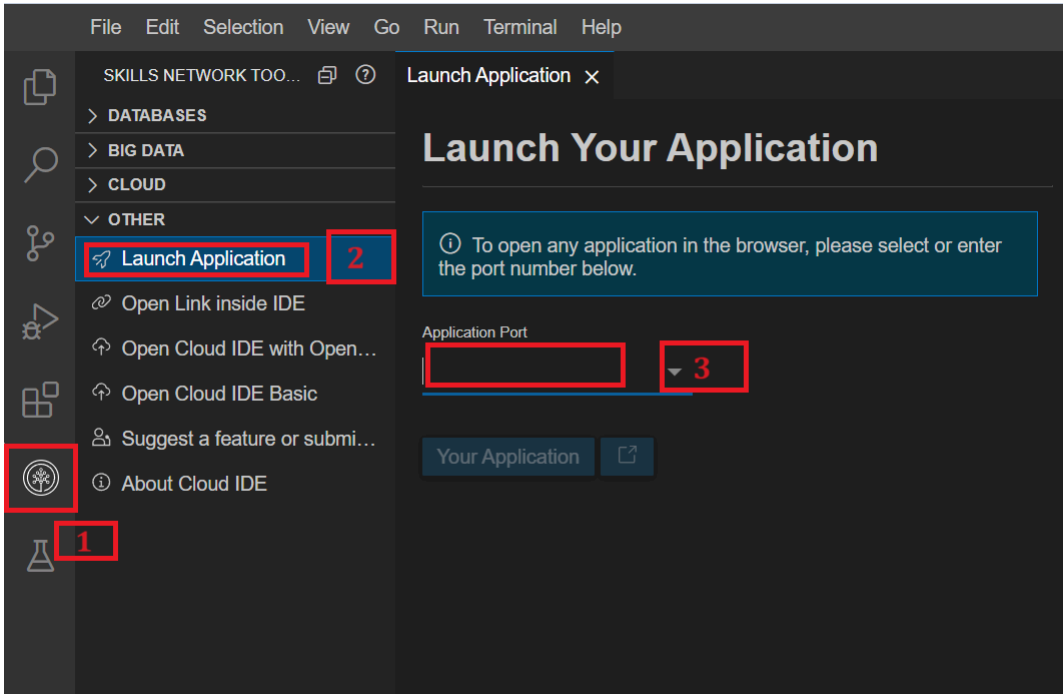 File Edit Selection View Go Run Terminal Help
SKILLS NETWORK TOO...
Launch Application
DATABASES
BIG DATA
CLOUD
OTHER
Launch Application 2
Open Link inside IDE
Open Cloud IDE with Open...
Open Cloud IDE Basic
Suggest a feature or submi...
About Cloud IDE
1
Launch Your Application
To open any application in the browser, please select or enter
the port number below.
Application Port
3
Your Application